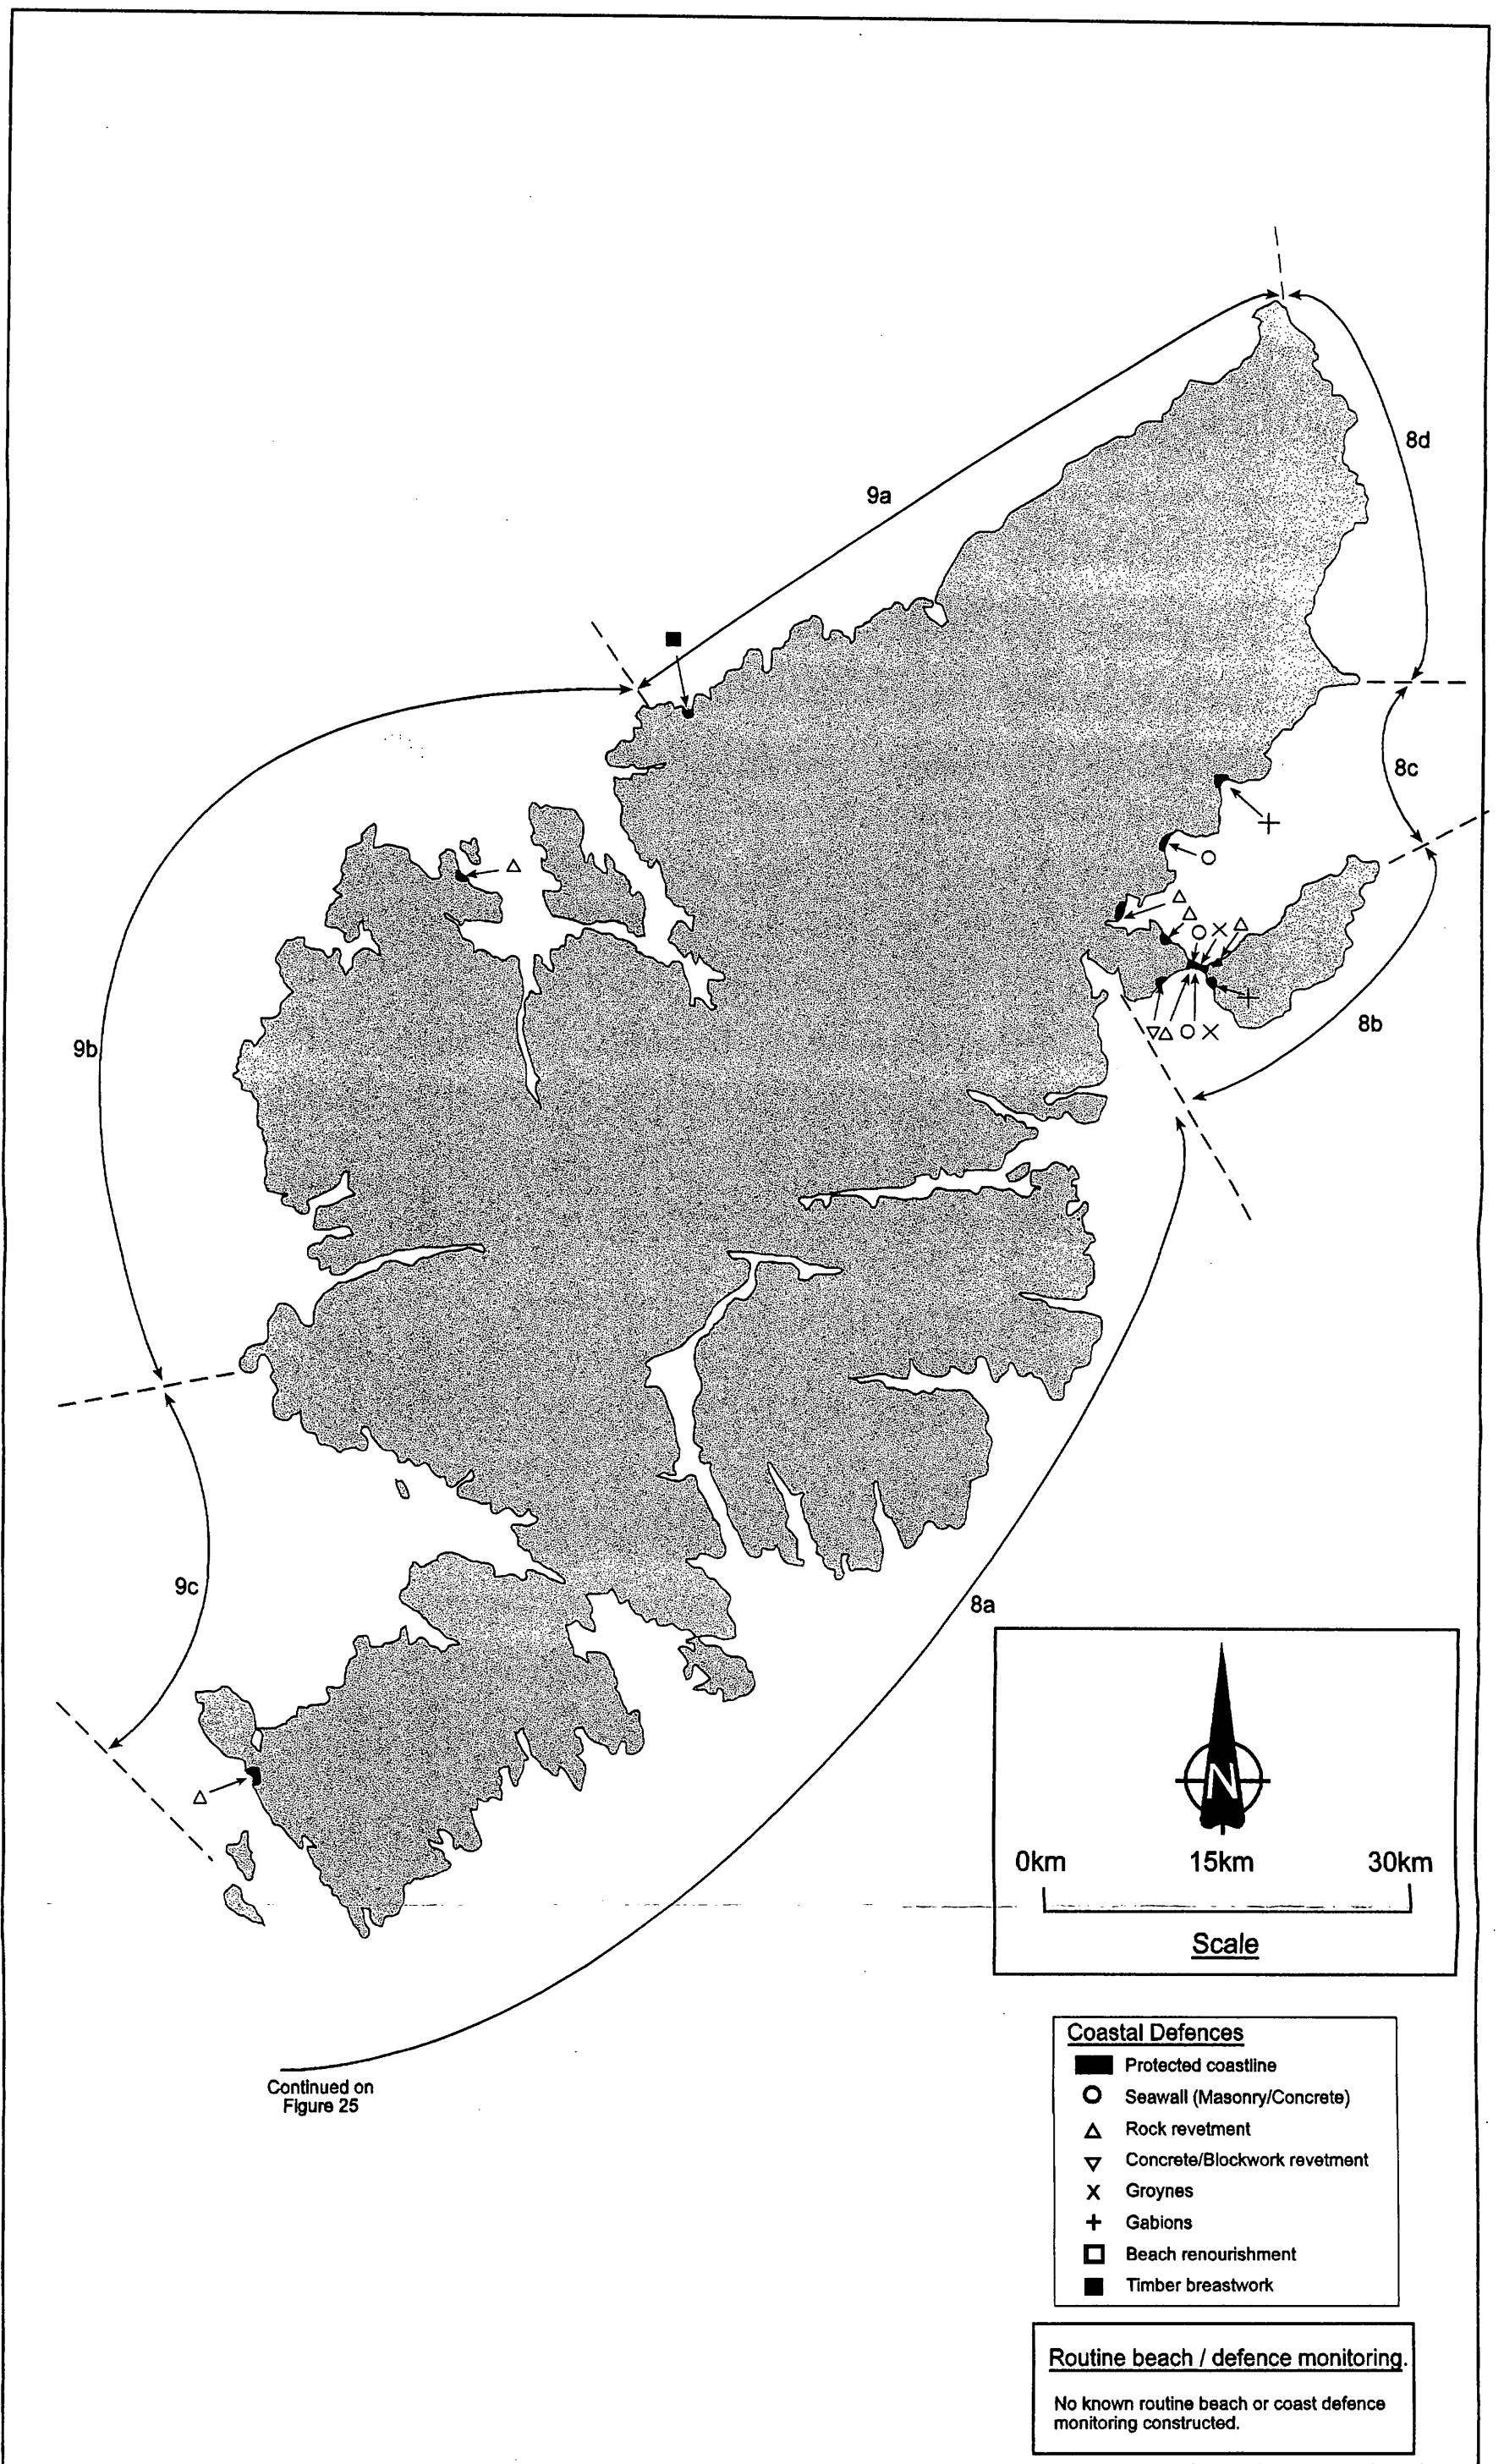 8d
9a
8c
9b
8b
9c
8a
N
0km 15km 30km
Scale
Continued on
Figure 25
Coastal Defences
Protected coastline
Seawall (Masonry/Concrete)
Rock revetment
Concrete/Blockwork revetment
Groynes
Gabions
Beach renourishment
Timber breastwork
Routine beach / defence monitoring.
No known routine beach or coast defence
monitoring constructed.